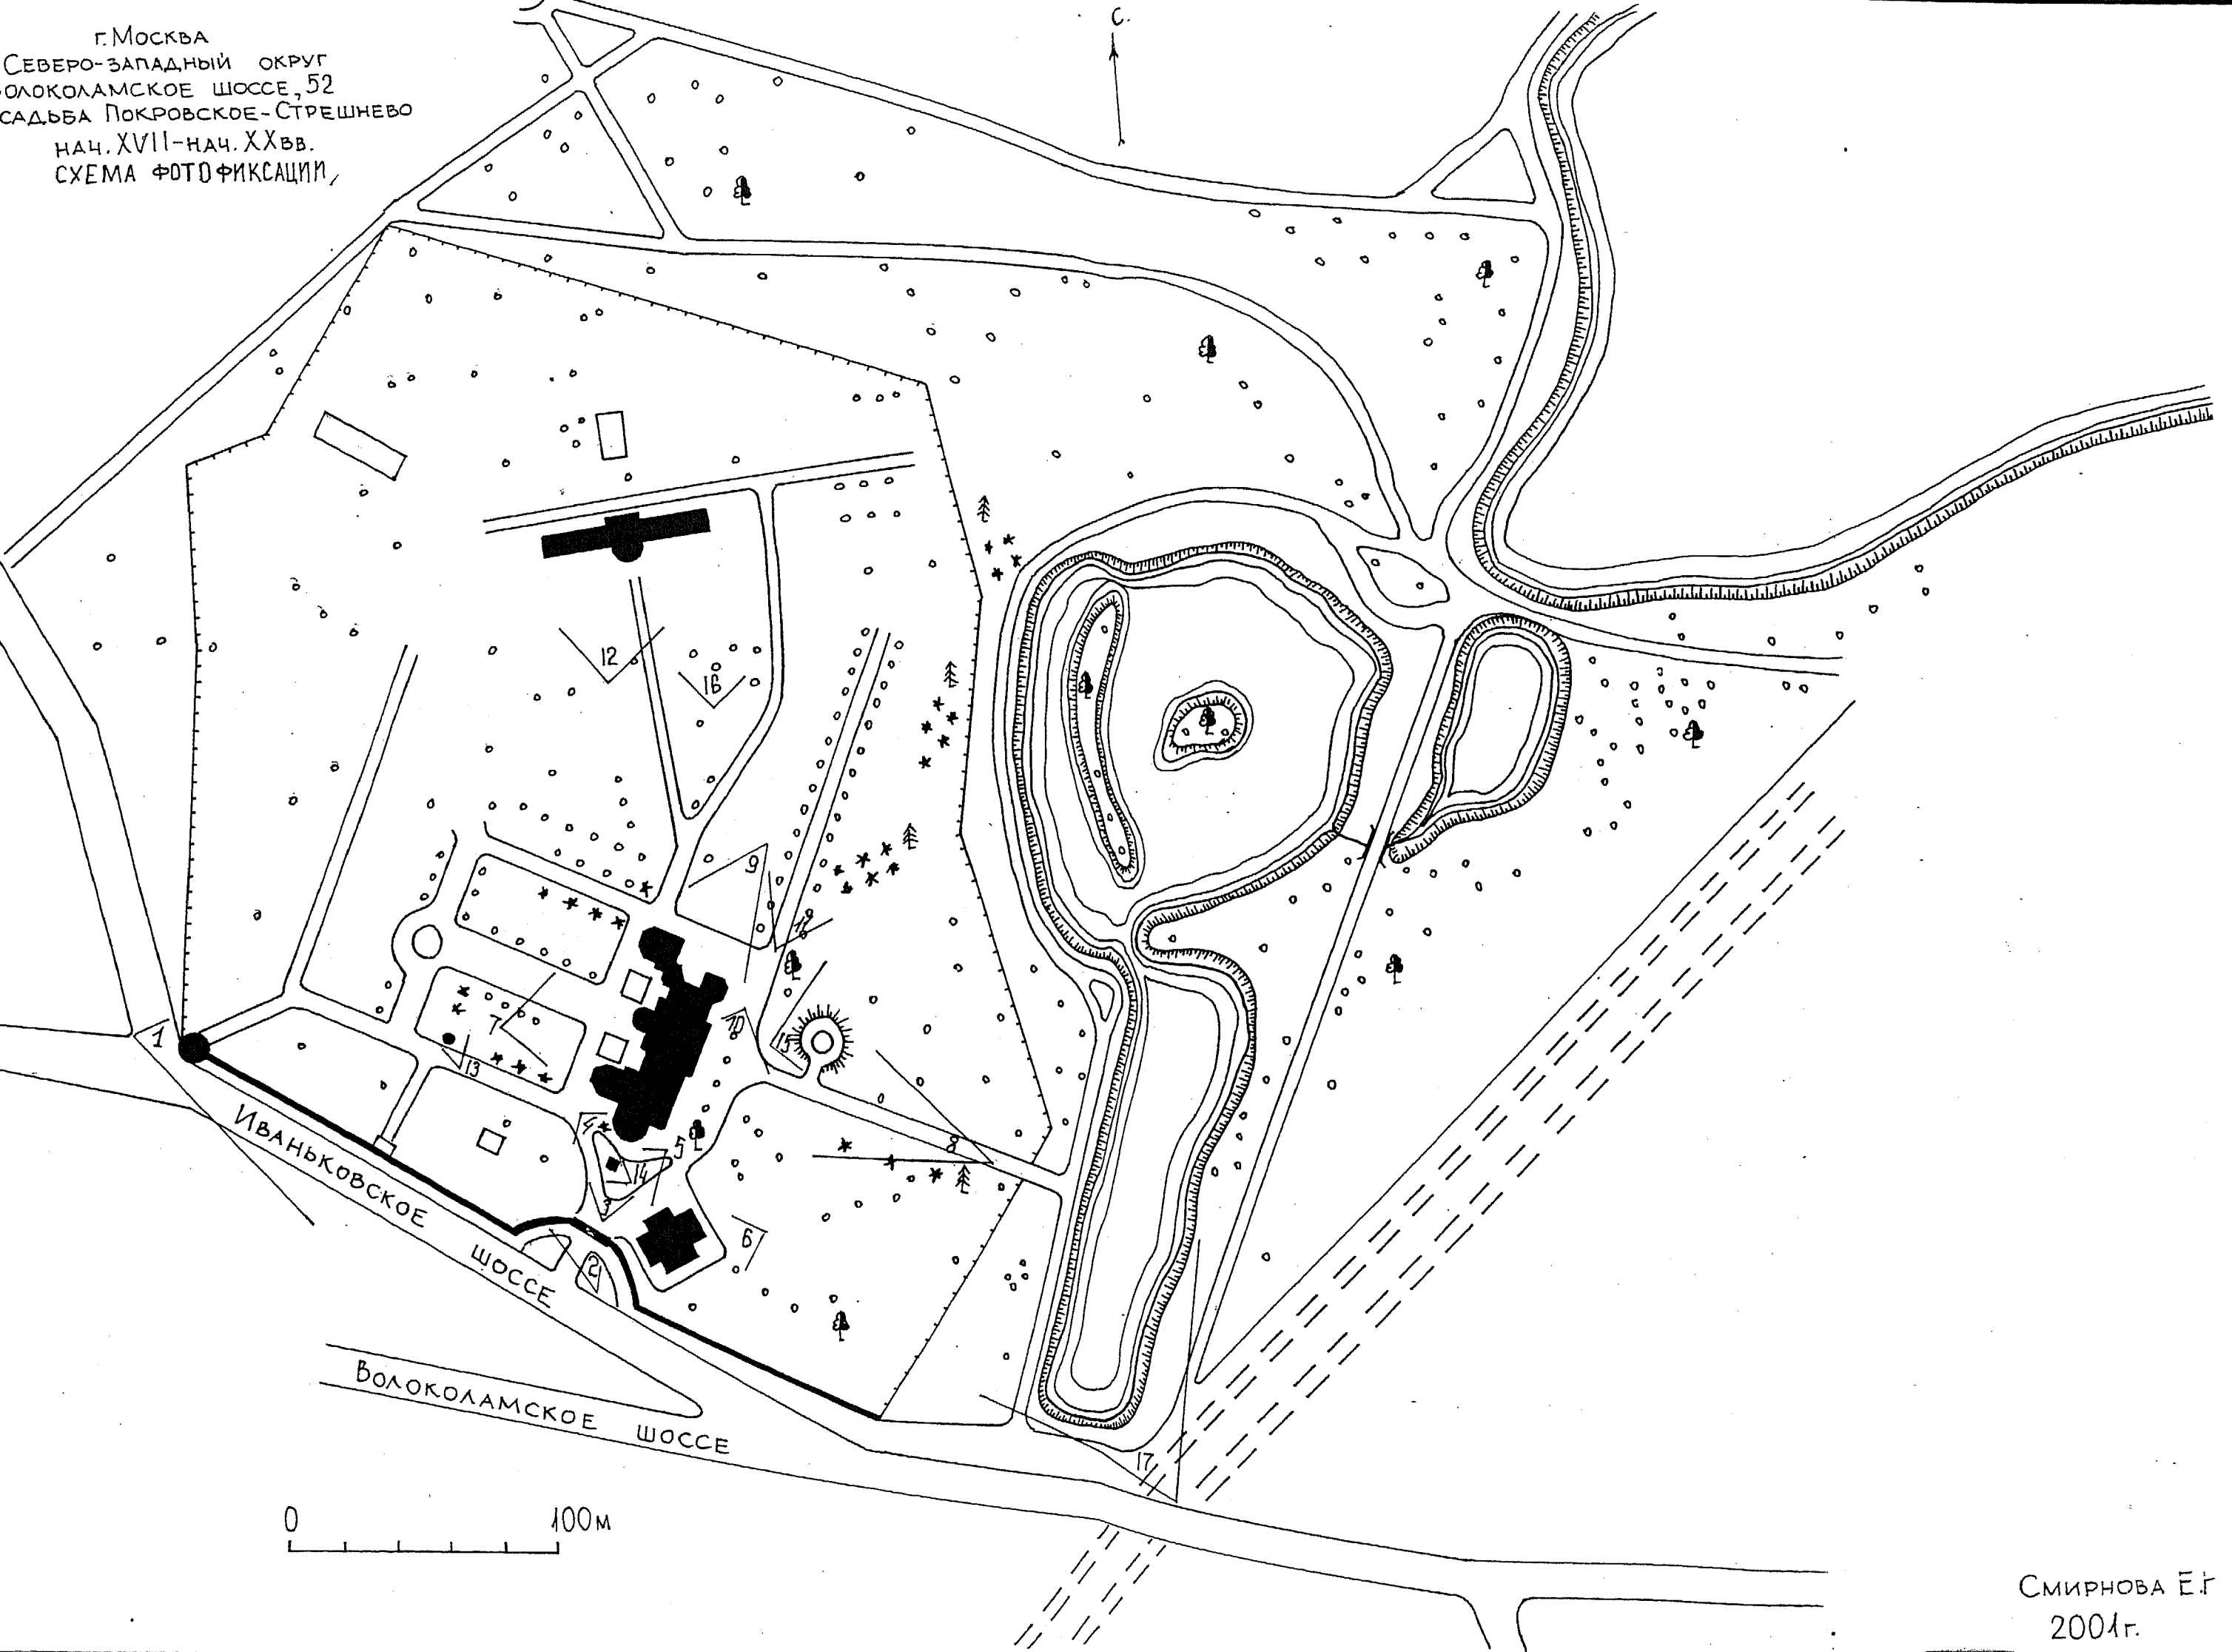 г. Москва
Северо-западный округ
олоколамское шоссе, 52
садьба Покровское-Стрешнево
нач. XVII-нач. XXвв.
СХЕМА ФОТОФИКСАЦИИ
С.
12
16
9
11
7
10
15
1
13
4
8
5
14
3
6
2
Иваньковское шоссе
Волоколамское шоссе
17
0 100м
Смирнова Е.Г
2001г.